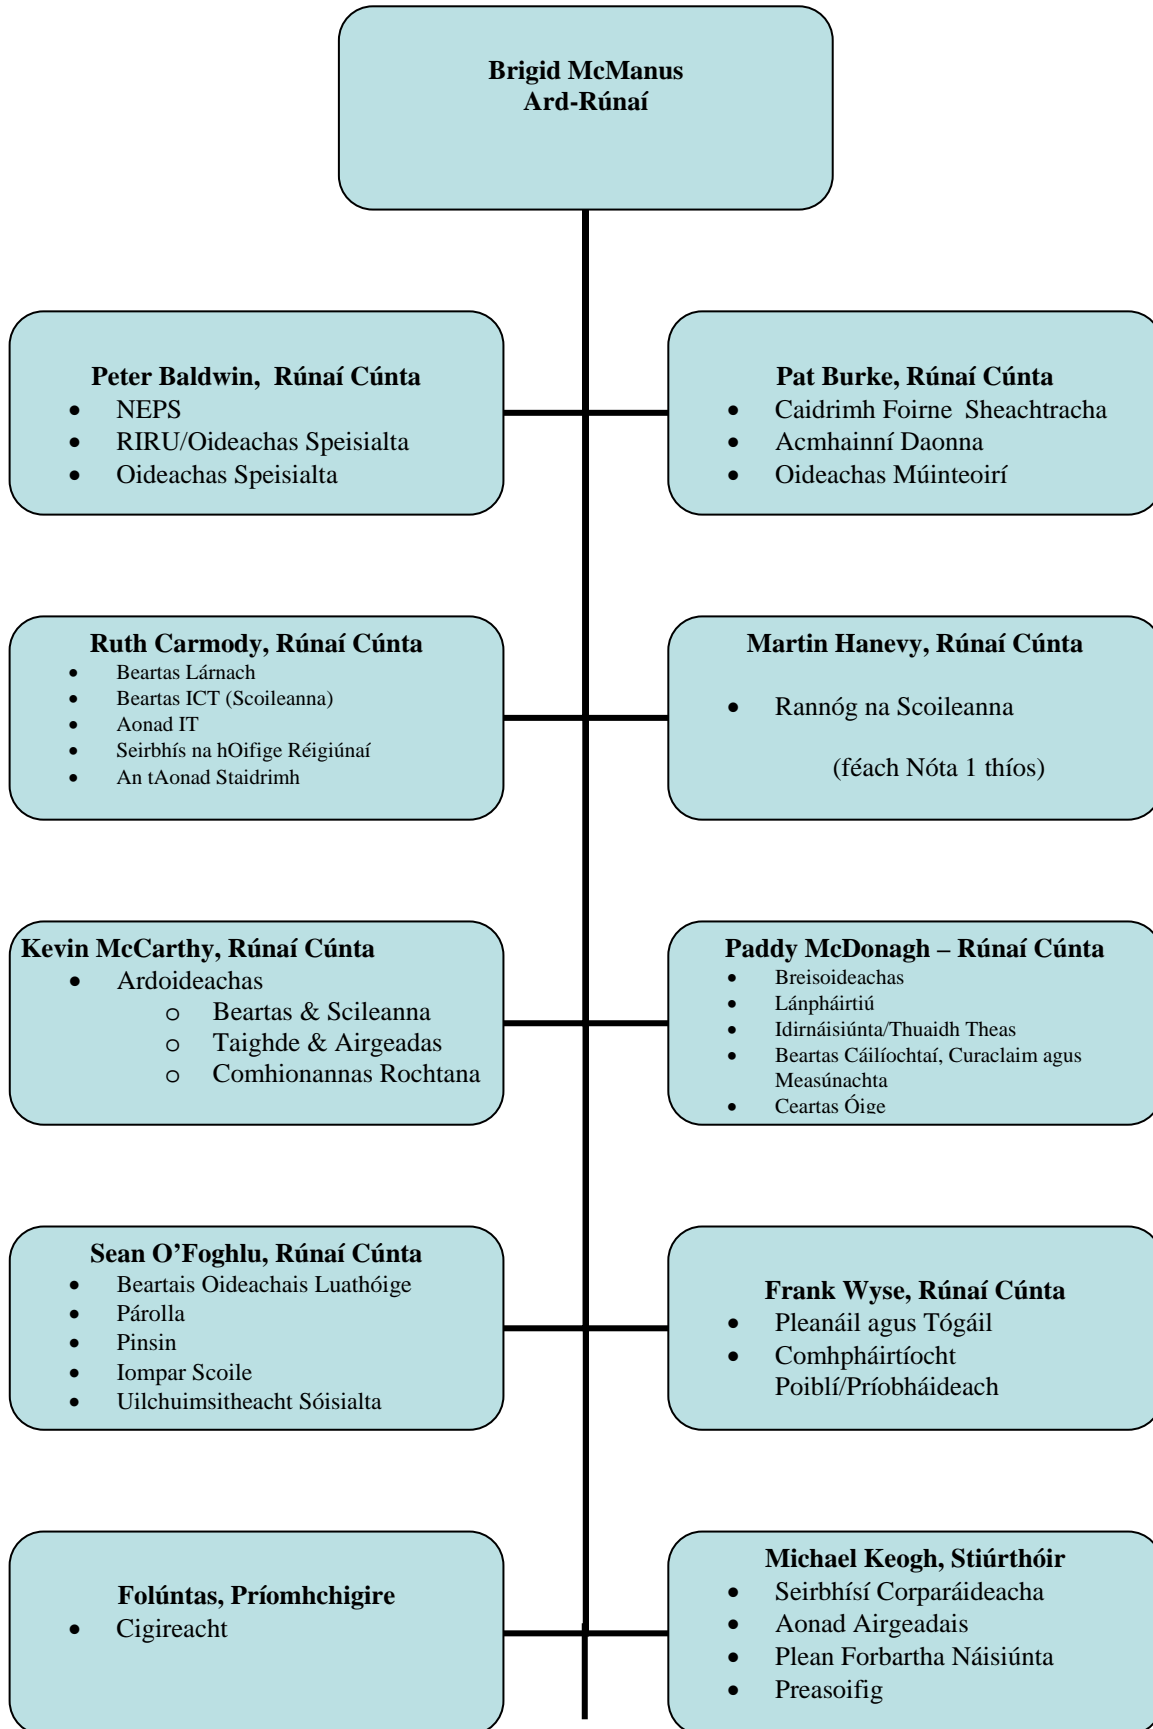 Brigid McManus
Ard-Rúnaí
Peter Baldwin, Rúnaí Cúnta
• NEPS
• RIRU/Oideachas Speisialta
• Oideachas Speisialta
Pat Burke, Rúnaí Cúnta
• Caidrimh Foirne Sheachtracha
• Acmhainní Daonna
• Oideachas Múinteoirí
Ruth Carmody, Rúnaí Cúnta
• Beartas Lárnach
• Beartas ICT (Scoileanna)
• Aonad IT
• Seirbhís na hOifige Réigiúnaí
• An tAonad Staidrimh
Martin Hanevy, Rúnaí Cúnta
• Rannóg na Scoileanna
(féach Nóta 1 thíos)
Kevin McCarthy, Rúnaí Cúnta
• Ardoideachas
o Beartas & Scileanna
o Taighde & Airgeadas
o Comhionannas Rochtana
Paddy McDonagh – Rúnaí Cúnta
• Breisoideachas
• Lánpháirtiú
• Idirnáisiúnta/Thuaidh Theas
• Beartas Cáilíochtaí, Curaclaim agus
Measúnachta
• Ceartas Óige
Sean O’Foghlu, Rúnaí Cúnta
• Beartais Oideachais Luathóige
• Párolla
• Pinsin
• Iompar Scoile
• Uilchuimsitheacht Sóisialta
Frank Wyse, Rúnaí Cúnta
• Pleanáil agus Tógáil
• Comhpháirtíocht
Poiblí/Príobháideach
Folúntas, Príomhchigire
• Cigireacht
Michael Keogh, Stiúrthóir
• Seirbhísí Corparáideacha
• Aonad Airgeadais
• Plean Forbartha Náisiúnta
• Preasoifig